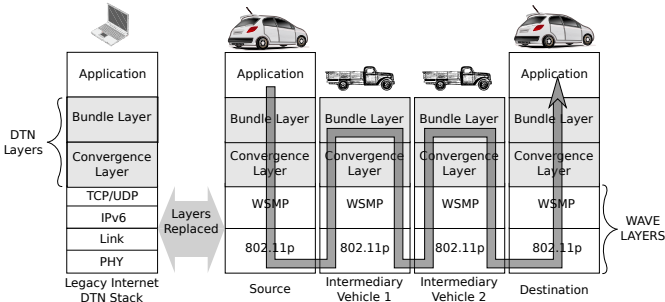 Application
Bundle Layer
Convergence
Layer
TCP/UDP
IPv6
Link
PHY
Legacy Internet
DTN Stack
DTN
Layers
Layers
Replaced
Application
Bundle Layer
Convergence
Layer
WSMP
802.11p
Source
Bundle Layer
Convergence
Layer
WSMP
802.11p
Intermediary
Vehicle 1
Bundle Layer
Convergence
Layer
WSMP
802.11p
Intermediary
Vehicle 2
Application
Bundle Layer
Convergence
Layer
WSMP
802.11p
Destination
WAVE
LAYERS